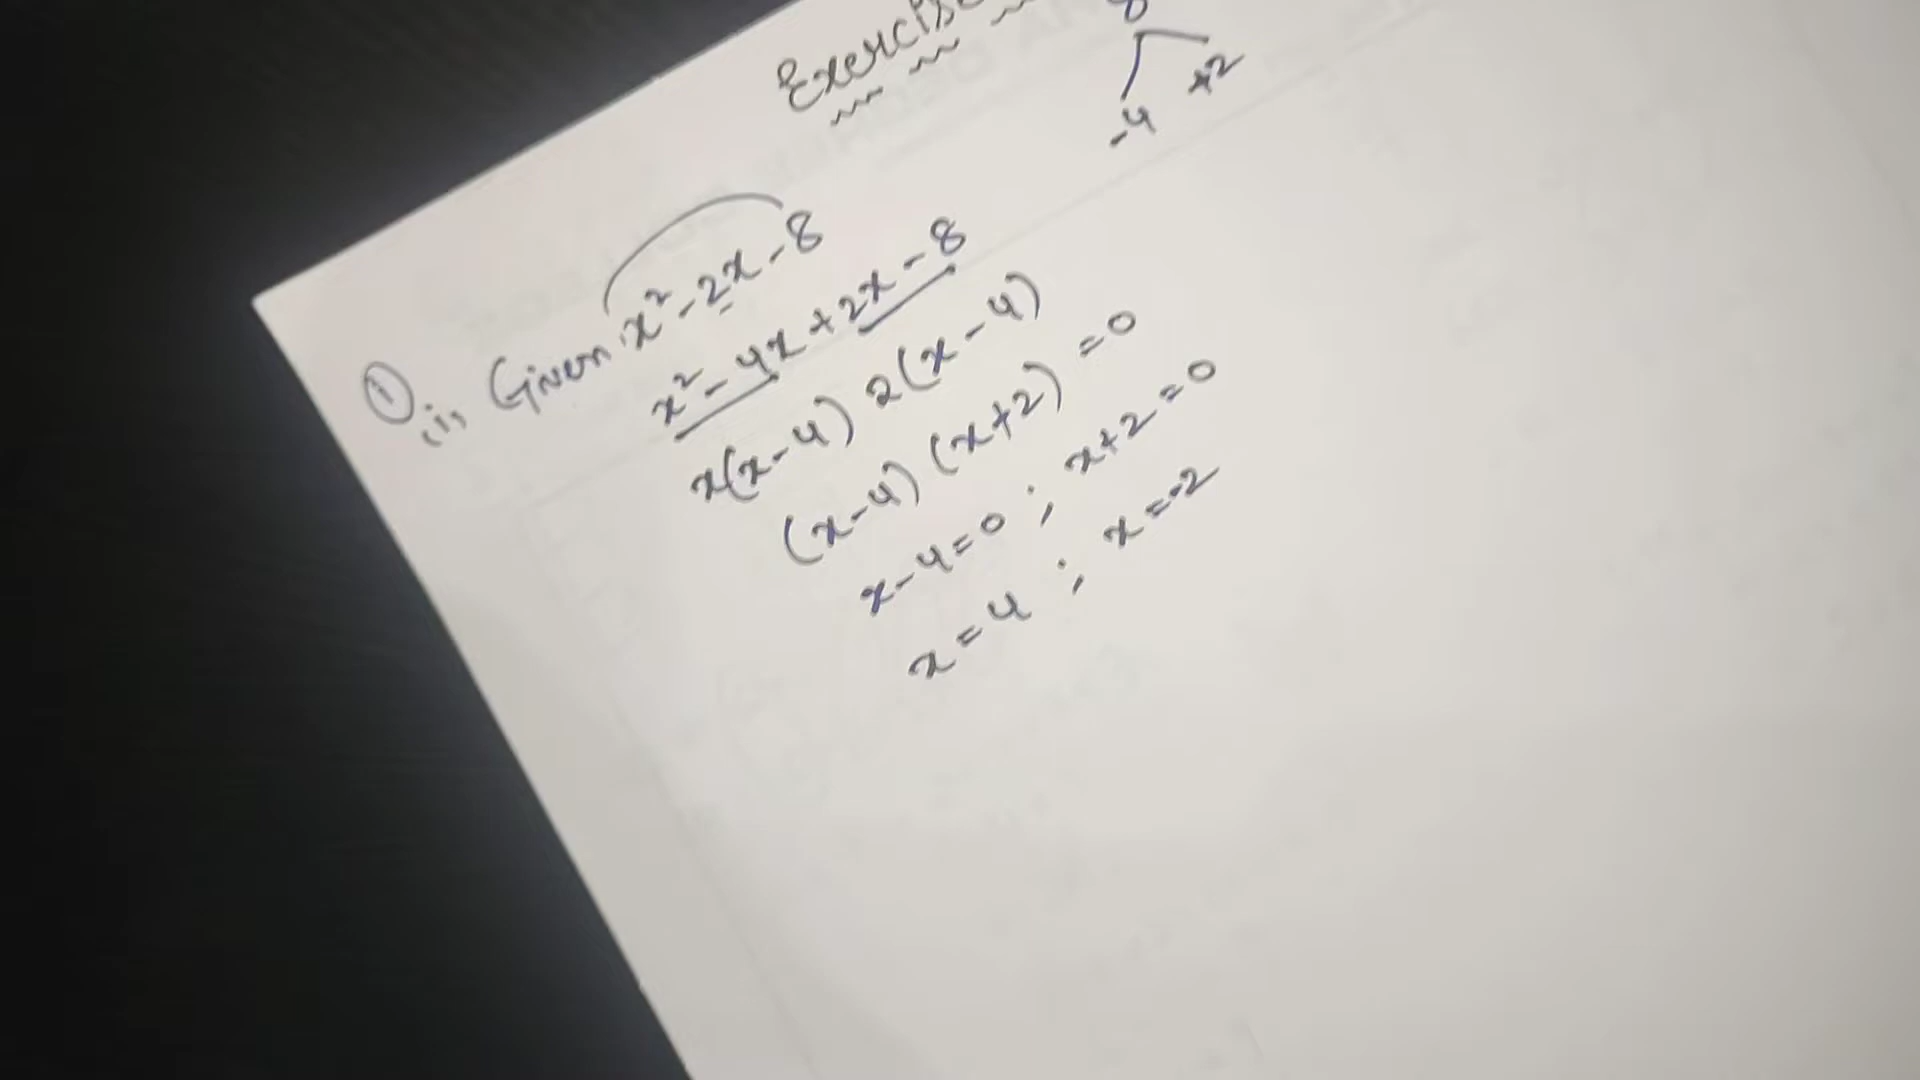 Exercise
8
-4 +2
① (i), Given: x² - 2x - 8
x² - 4x + 2x - 8
x(x-4) 2(x-4)
(x-4) (x+2) = 0
x-4=0 ; x+2=0
x=4 ; x=-2